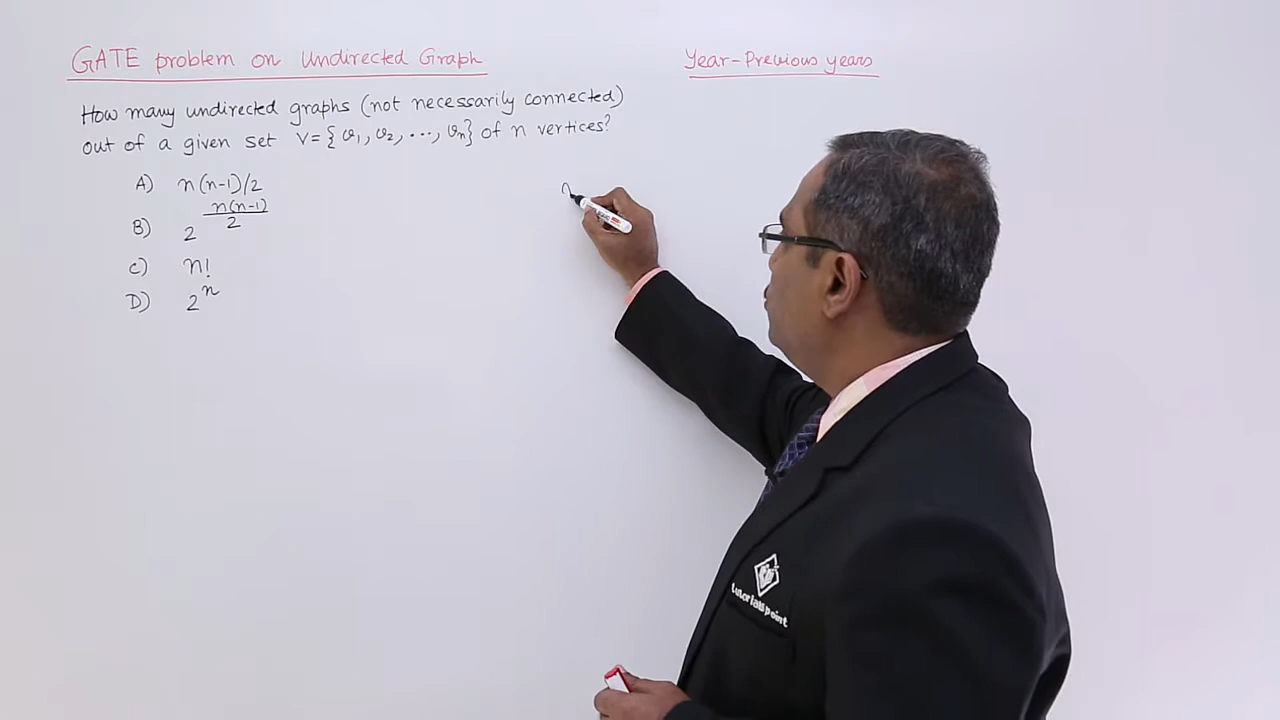 GATE problem on Undirected Graph
Year-Previous years
How many undirected graphs (not necessarily connected)
out of a given set V={v₁, v₂, ..., vₙ} of n vertices?
A) n(n-1)/2
B) 2^(n(n-1)/2)
C) n!
D) 2ⁿ
tutorialspoint